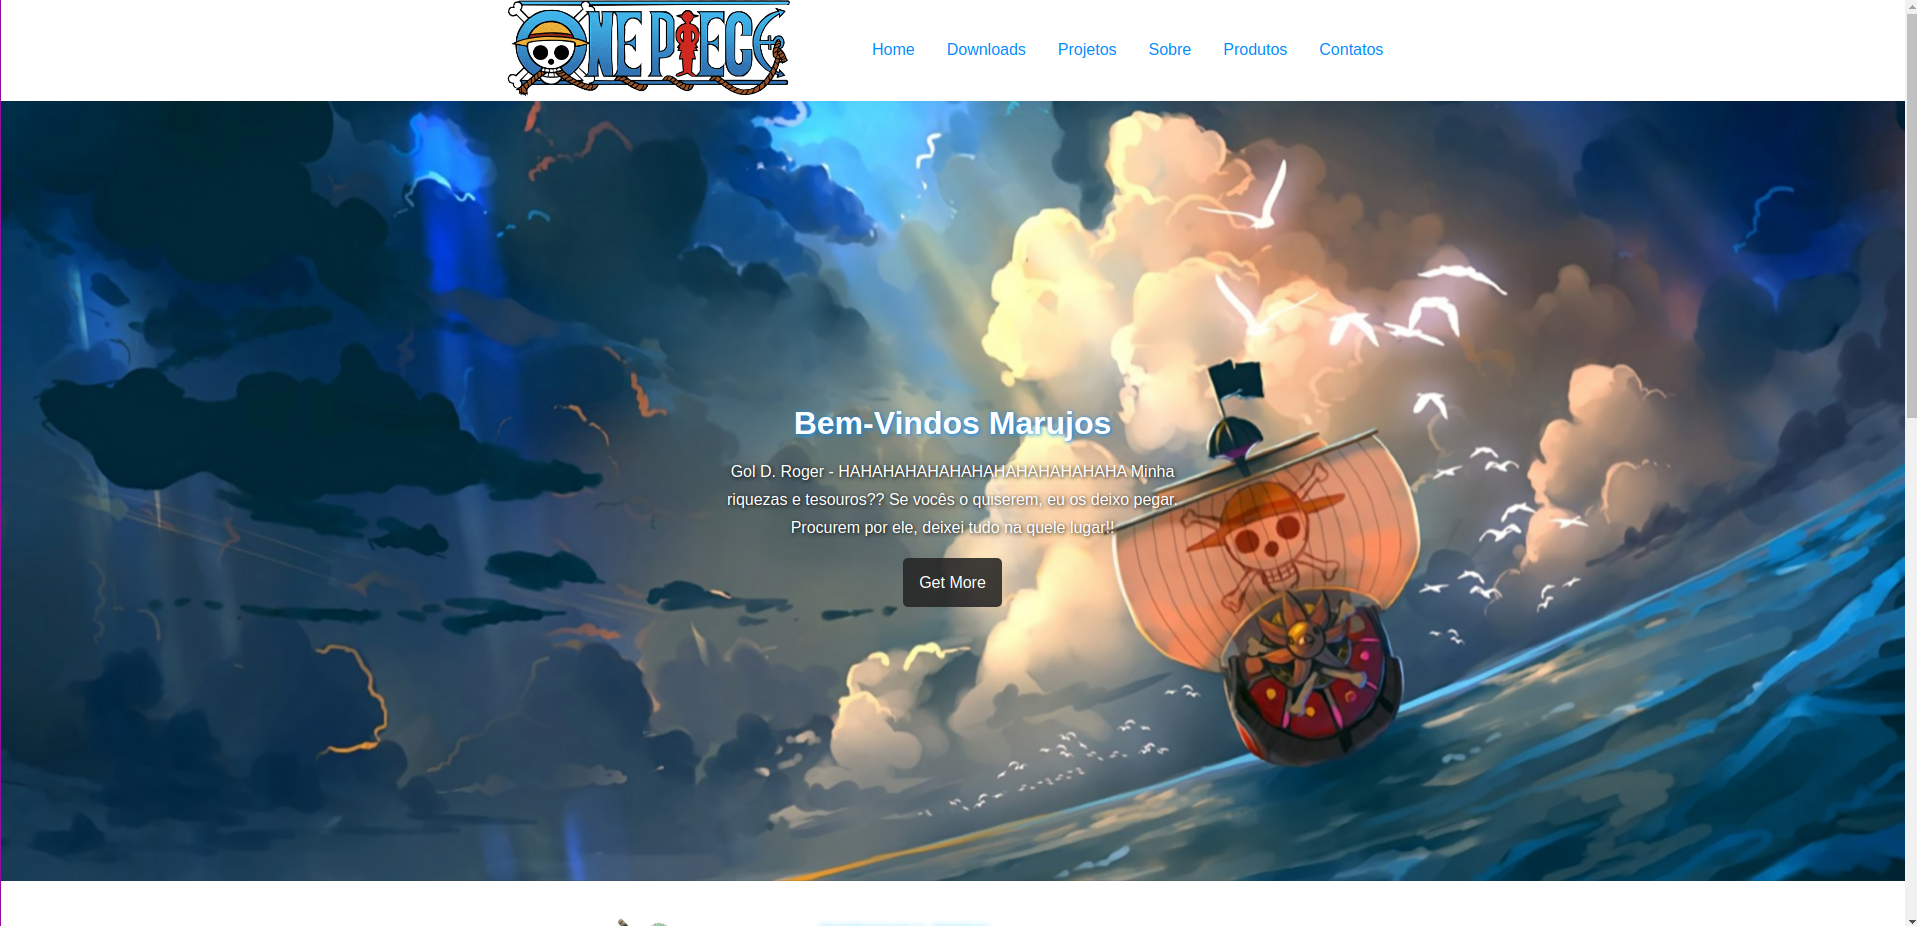 ONE PIECE
Home Downloads Projetos Sobre Produtos Contatos
Bem-Vindos Marujos
Gol D. Roger - HAHAHAHAHAHAHAHAHAHAHAHAHA Minha
riquezas e tesouros?? Se vocês o quiserem, eu os deixo pegar.
Procurem por ele, deixei tudo na quele lugar!!
Get More